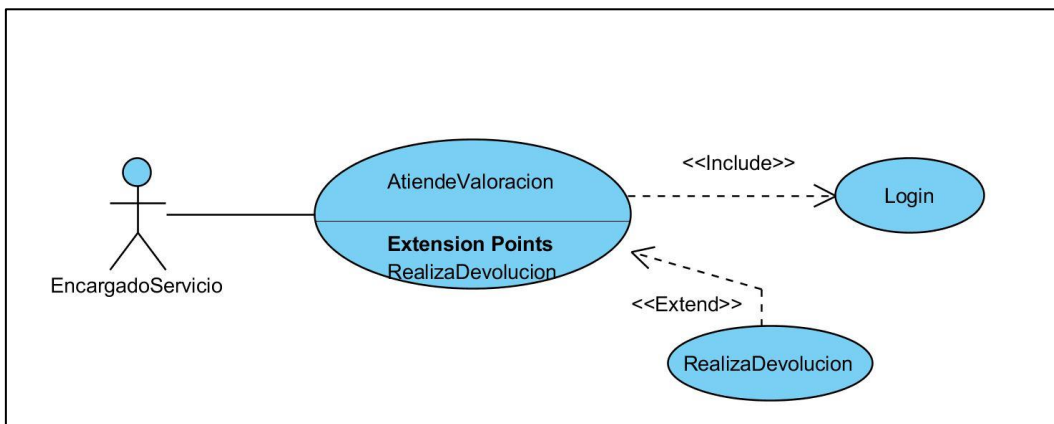 AtiendeValoracion
<<Include>>
Login
Extension Points
RealizaDevolucion
EncargadoServicio
<<Extend>>
RealizaDevolucion